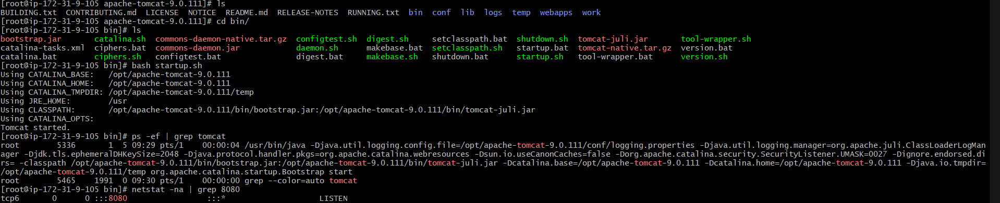 [root@ip-172-31-9-105 apache-tomcat-9.0.111]# ls
BUILDING.txt  CONTRIBUTING.md  LICENSE  NOTICE  README.md  RELEASE-NOTES  RUNNING.txt  bin  conf  lib  logs  temp  webapps  work
[root@ip-172-31-9-105 apache-tomcat-9.0.111]# cd bin/
[root@ip-172-31-9-105 bin]# ls
bootstrap.jar       catalina.sh  commons-daemon-native.tar.gz  configtest.sh  digest.sh    setclasspath.bat  shutdown.sh  tomcat-juli.jar       tool-wrapper.sh
catalina-tasks.xml  ciphers.bat  commons-daemon.jar            daemon.sh      makebase.bat  setclasspath.sh   startup.bat  tomcat-native.tar.gz  version.bat
catalina.bat        ciphers.sh   configtest.bat                digest.bat     makebase.sh   shutdown.bat      startup.sh   tool-wrapper.bat      version.sh
[root@ip-172-31-9-105 bin]# bash startup.sh
Using CATALINA_BASE:   /opt/apache-tomcat-9.0.111
Using CATALINA_HOME:   /opt/apache-tomcat-9.0.111
Using CATALINA_TMPDIR: /opt/apache-tomcat-9.0.111/temp
Using JRE_HOME:        /usr
Using CLASSPATH:       /opt/apache-tomcat-9.0.111/bin/bootstrap.jar:/opt/apache-tomcat-9.0.111/bin/tomcat-juli.jar
Using CATALINA_OPTS:
Tomcat started.
[root@ip-172-31-9-105 bin]# ps -ef | grep tomcat
root        5336       1  5 09:29 pts/1    00:00:04 /usr/bin/java -Djava.util.logging.config.file=/opt/apache-tomcat-9.0.111/conf/logging.properties -Djava.util.logging.manager=org.apache.juli.ClassLoaderLogMan
ager -Djdk.tls.ephemeralDHKeySize=2048 -Djava.protocol.handler.pkgs=org.apache.catalina.webresources -Dsun.io.useCanonCaches=false -Dorg.apache.catalina.security.SecurityListener.UMASK=0027 -Dignore.endorsed.di
rs= -classpath /opt/apache-tomcat-9.0.111/bin/bootstrap.jar:/opt/apache-tomcat-9.0.111/bin/tomcat-juli.jar -Dcatalina.base=/opt/apache-tomcat-9.0.111 -Dcatalina.home=/opt/apache-tomcat-9.0.111 -Djava.io.tmpdir=
/opt/apache-tomcat-9.0.111/temp org.apache.catalina.startup.Bootstrap start
root        5465    1991  0 09:30 pts/1    00:00:00 grep --color=auto tomcat
[root@ip-172-31-9-105 bin]# netstat -na | grep 8080
tcp6       0      0 :::8080                 :::*                    LISTEN